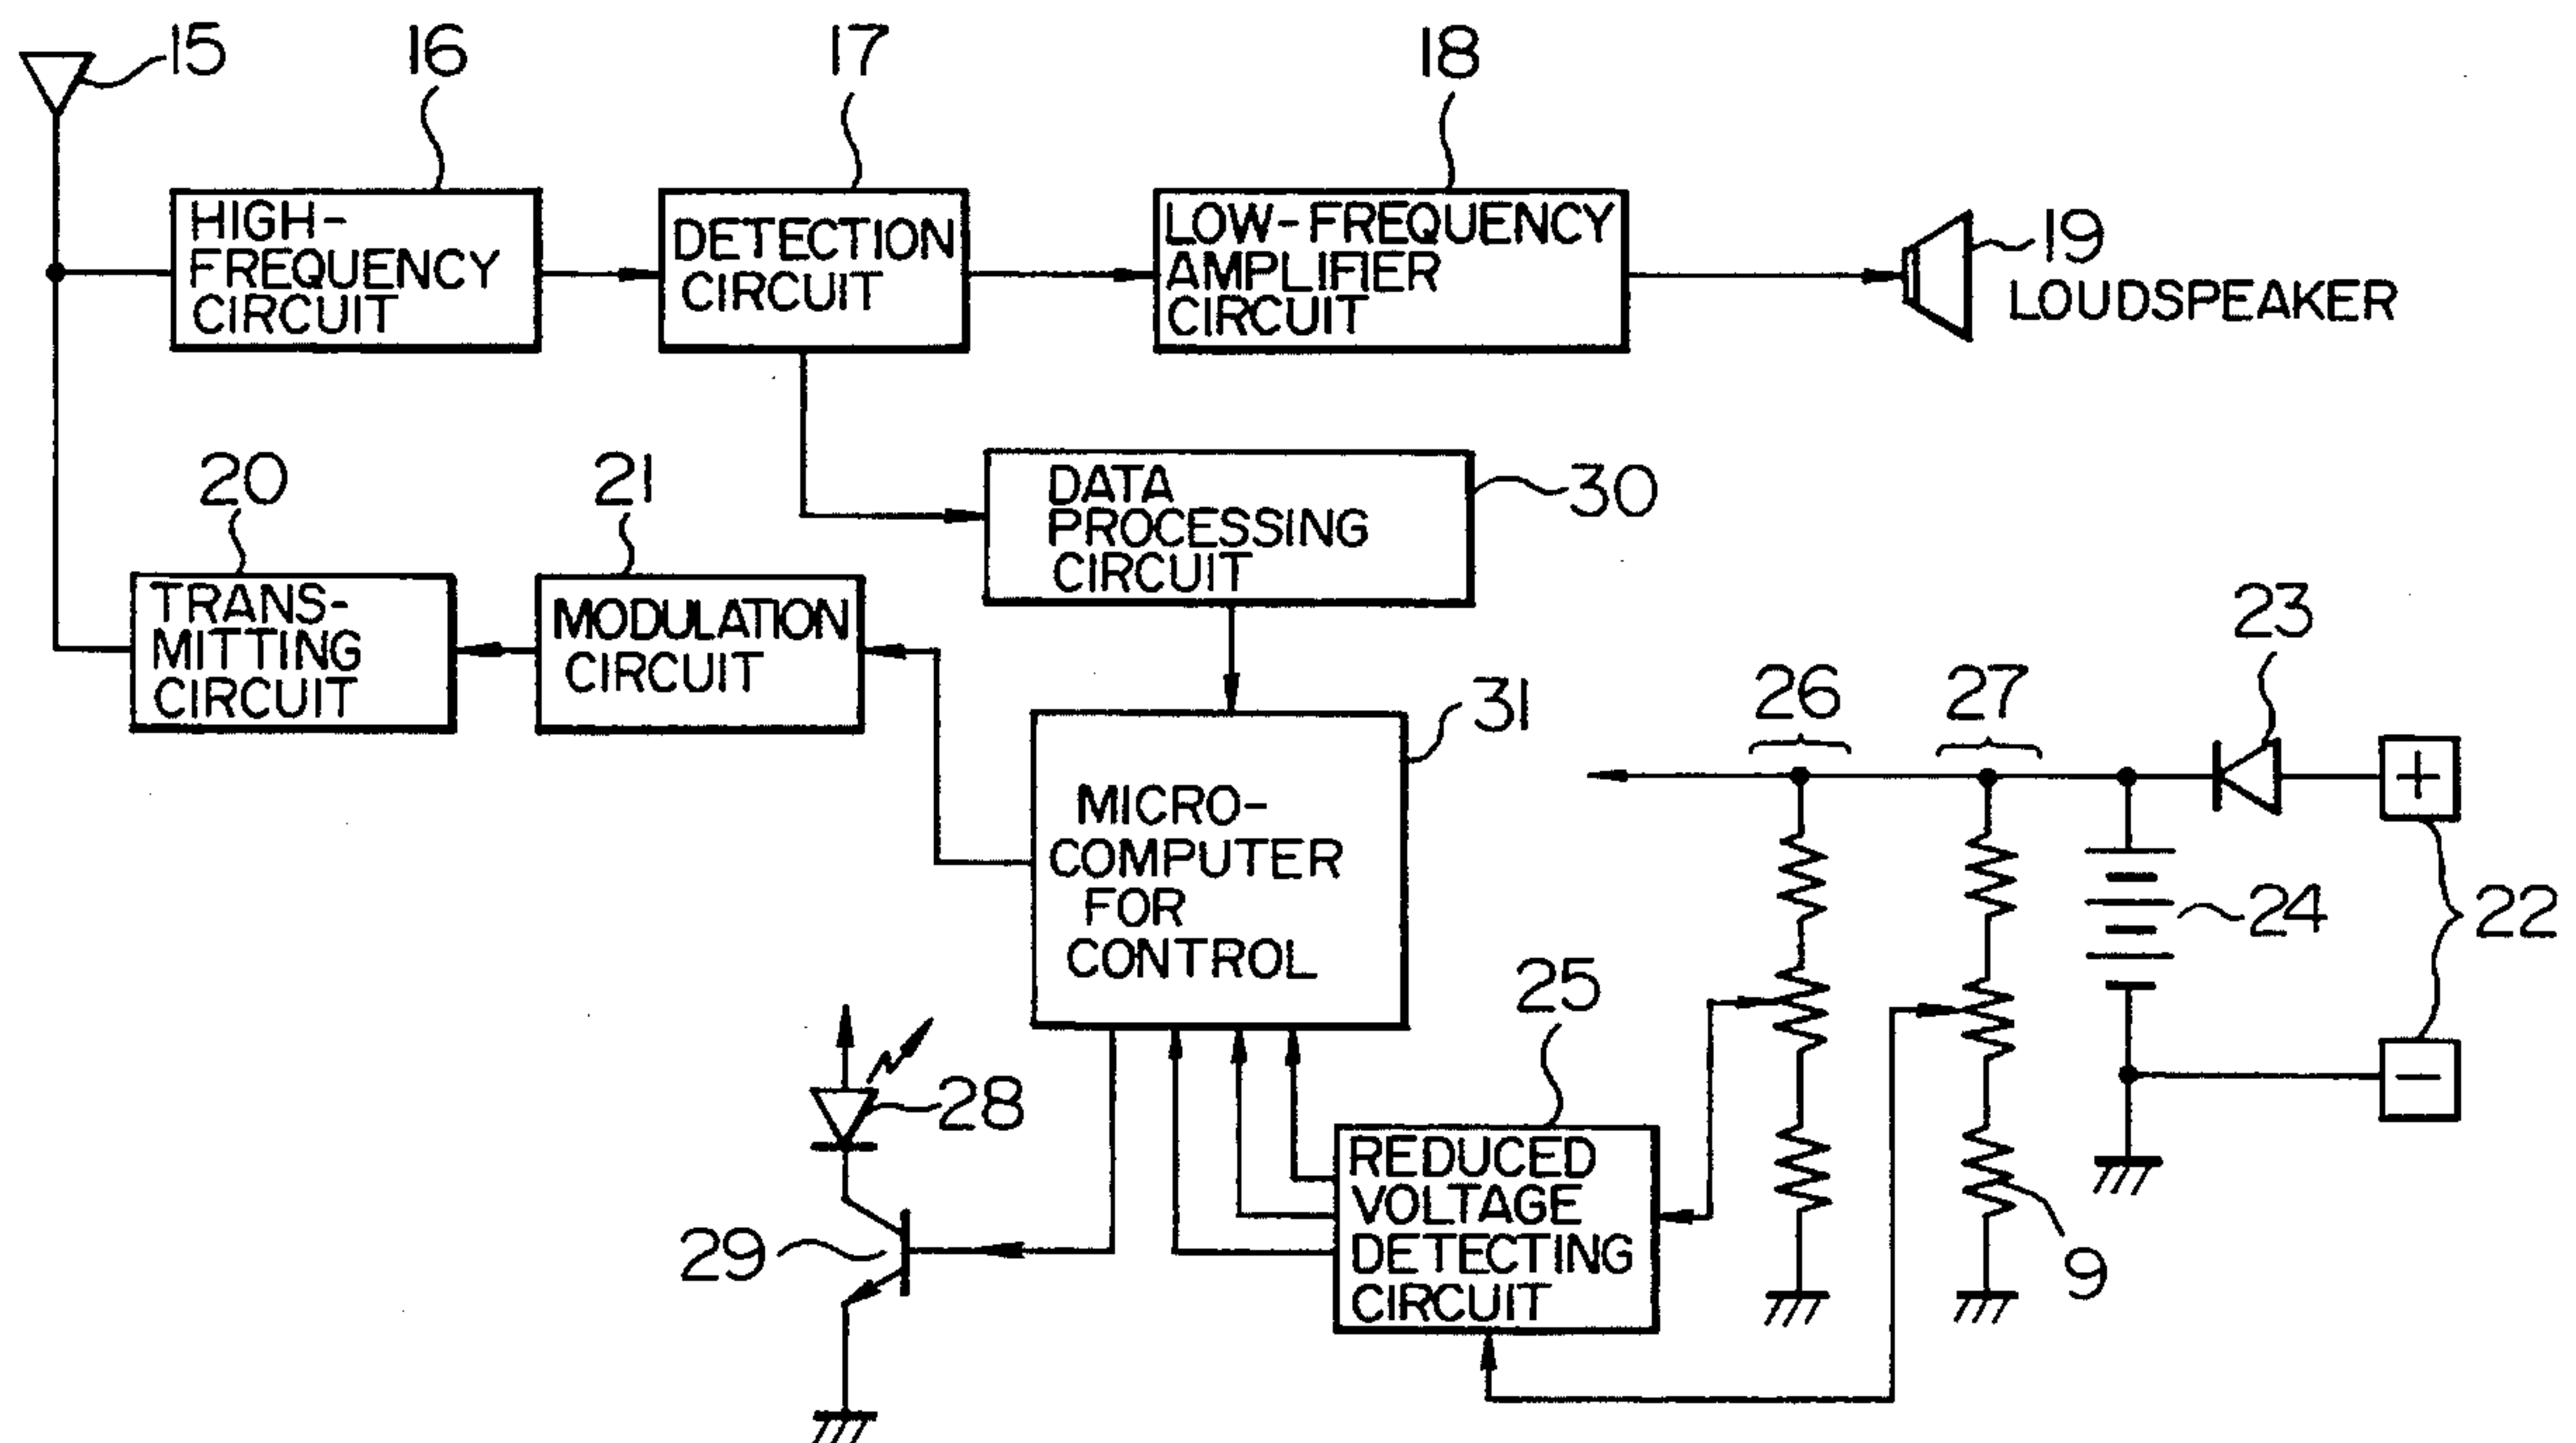 15
16
17
18
HIGH-
FREQUENCY
CIRCUIT
DETECTION
CIRCUIT
LOW-FREQUENCY
AMPLIFIER
CIRCUIT
19
LOUDSPEAKER
20
21
DATA
PROCESSING
CIRCUIT
30
TRANS-
MITTING
CIRCUIT
MODULATION
CIRCUIT
31
26
27
23
+
MICRO-
COMPUTER
FOR
CONTROL
24
22
25
28
−
REDUCED
VOLTAGE
DETECTING
CIRCUIT
29
9